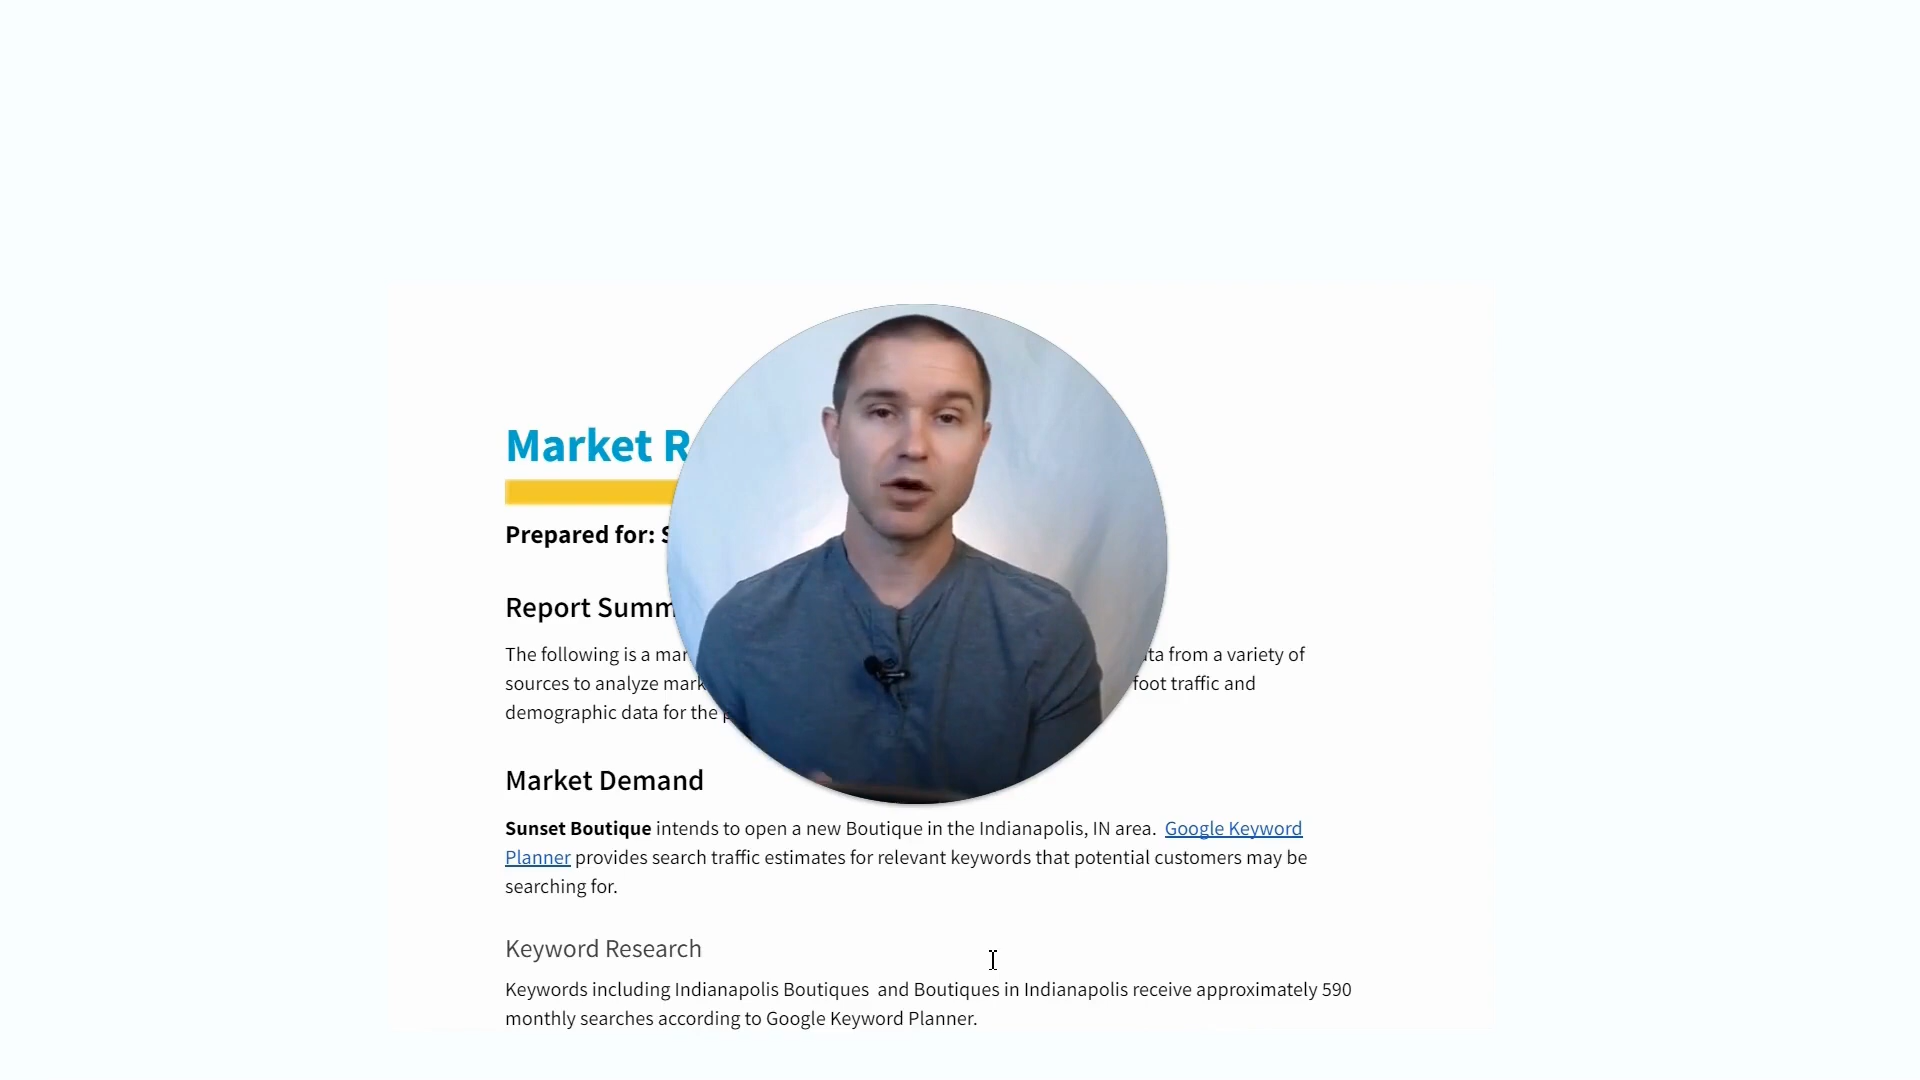 Market R
Prepared for:
Report Summ
The following is a mar ta from a variety of
sources to analyze mark foot traffic and
demographic data for the
Market Demand
Sunset Boutique intends to open a new Boutique in the Indianapolis, IN area. Google Keyword
Planner provides search traffic estimates for relevant keywords that potential customers may be
searching for.
Keyword Research
Keywords including Indianapolis Boutiques and Boutiques in Indianapolis receive approximately 590
monthly searches according to Google Keyword Planner.